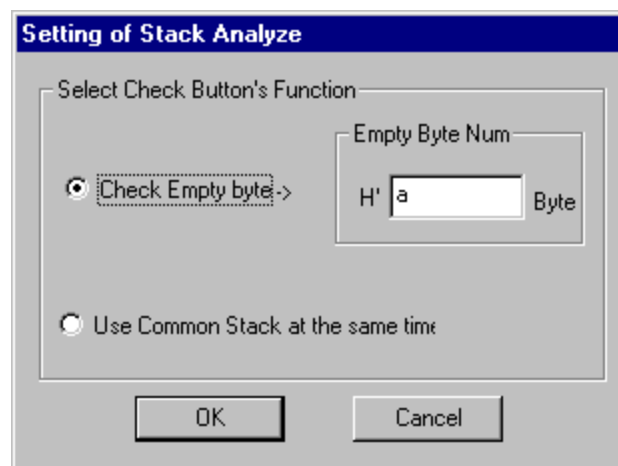 Setting of Stack Analyze
Select Check Button's Function
Empty Byte Num
Check Empty byte->
H' a Byte
Use Common Stack at the same time
OK
Cancel